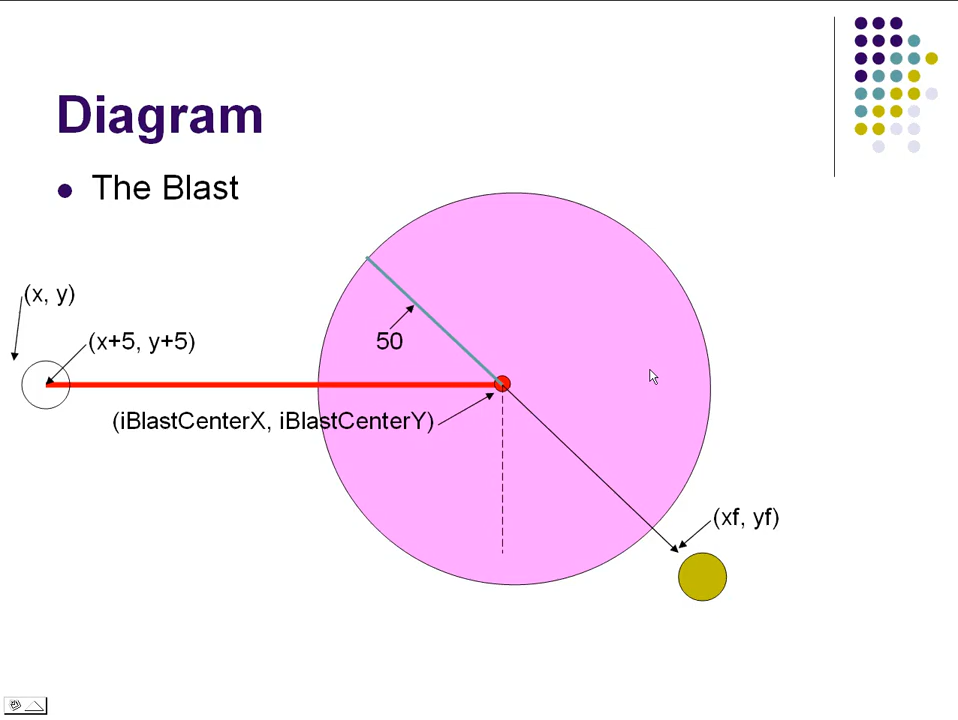 Diagram
The Blast
(x, y)
(x+5, y+5)
50
(iBlastCenterX, iBlastCenterY)
(xf, yf)